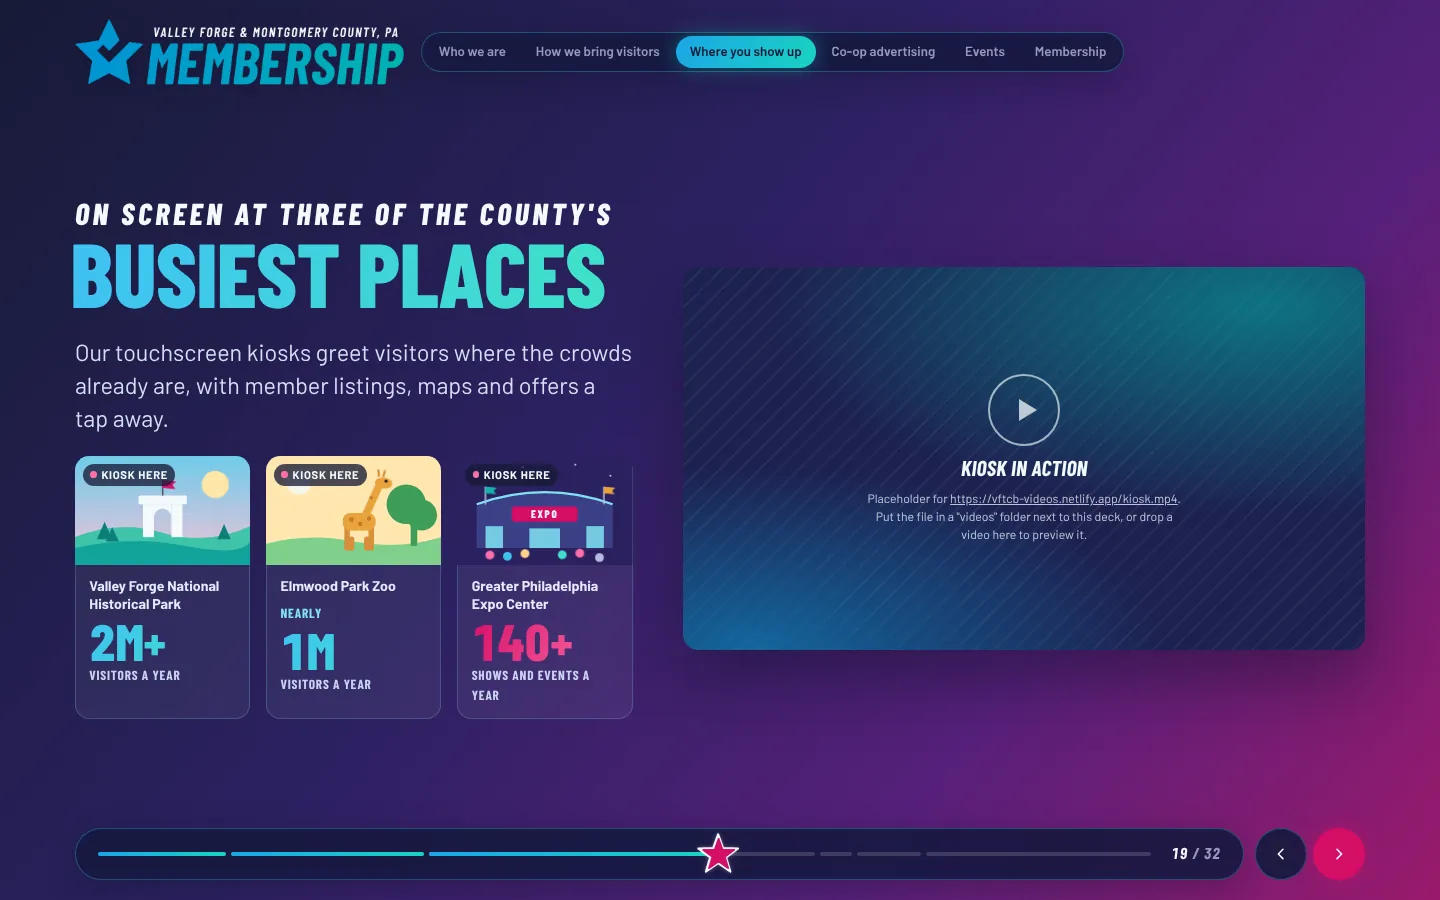 VALLEY FORGE & MONTGOMERY COUNTY, PA
MEMBERSHIP
Who we are
How we bring visitors
Where you show up
Co-op advertising
Events
Membership
ON SCREEN AT THREE OF THE COUNTY'S
BUSIEST PLACES
Our touchscreen kiosks greet visitors where the crowds
already are, with member listings, maps and offers a
tap away.
KIOSK HERE
Valley Forge National
Historical Park
2M+
VISITORS A YEAR
KIOSK HERE
Elmwood Park Zoo
NEARLY
1M
VISITORS A YEAR
KIOSK HERE
EXPO
Greater Philadelphia
Expo Center
140+
SHOWS AND EVENTS A
YEAR
KIOSK IN ACTION
Placeholder for https://vftcb-videos.netlify.app/kiosk.mp4.
Put the file in a "videos" folder next to this deck, or drop a
video here to preview it.
19 / 32